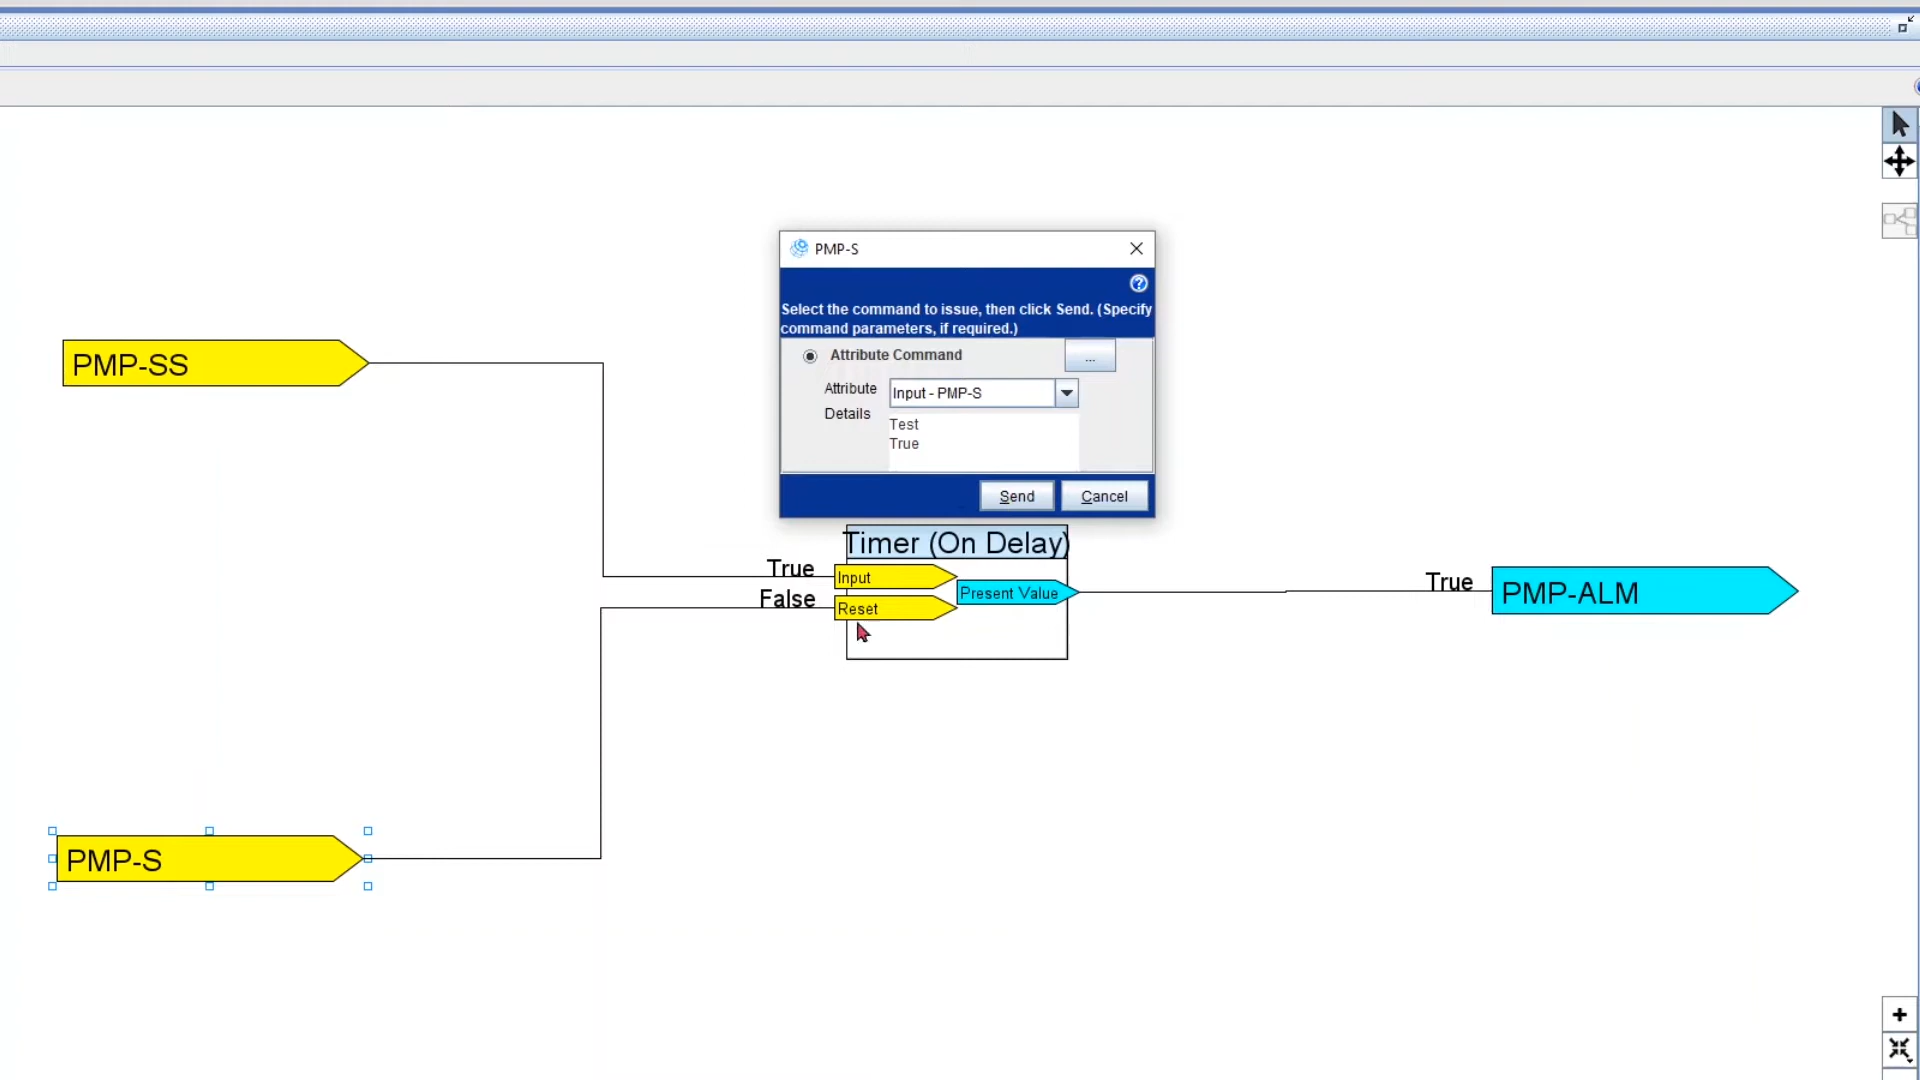 PMP-S
Select the command to issue, then click Send. (Specify
command parameters, if required.)
Attribute Command
...
Attribute
Input - PMP-S
Details
Test
True
Send
Cancel
PMP-SS
Timer (On Delay)
True
Input
False
Reset
Present Value
True
PMP-ALM
PMP-S